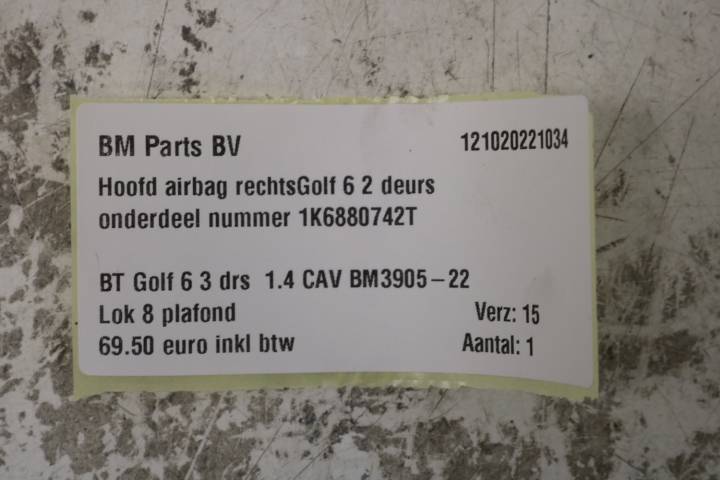 BM Parts BV 121020221034
Hoofd airbag rechtsGolf 6 2 deurs
onderdeel nummer 1K6880742T
BT Golf 6 3 drs 1.4 CAV BM3905-22
Lok 8 plafond Verz: 15
69.50 euro inkl btw Aantal: 1